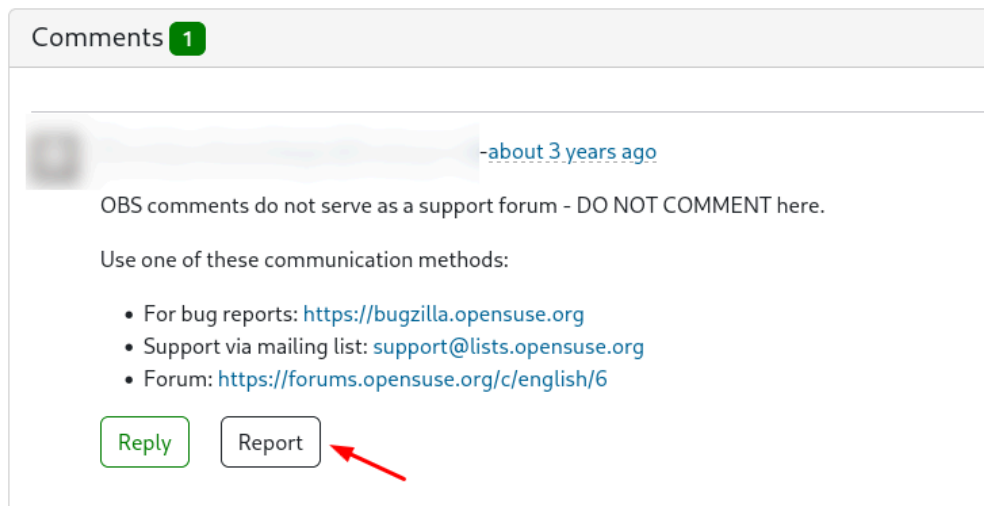 Comments 1
-about 3 years ago
OBS comments do not serve as a support forum - DO NOT COMMENT here.
Use one of these communication methods:
• For bug reports: https://bugzilla.opensuse.org
• Support via mailing list: support@lists.opensuse.org
• Forum: https://forums.opensuse.org/c/english/6
Reply Report